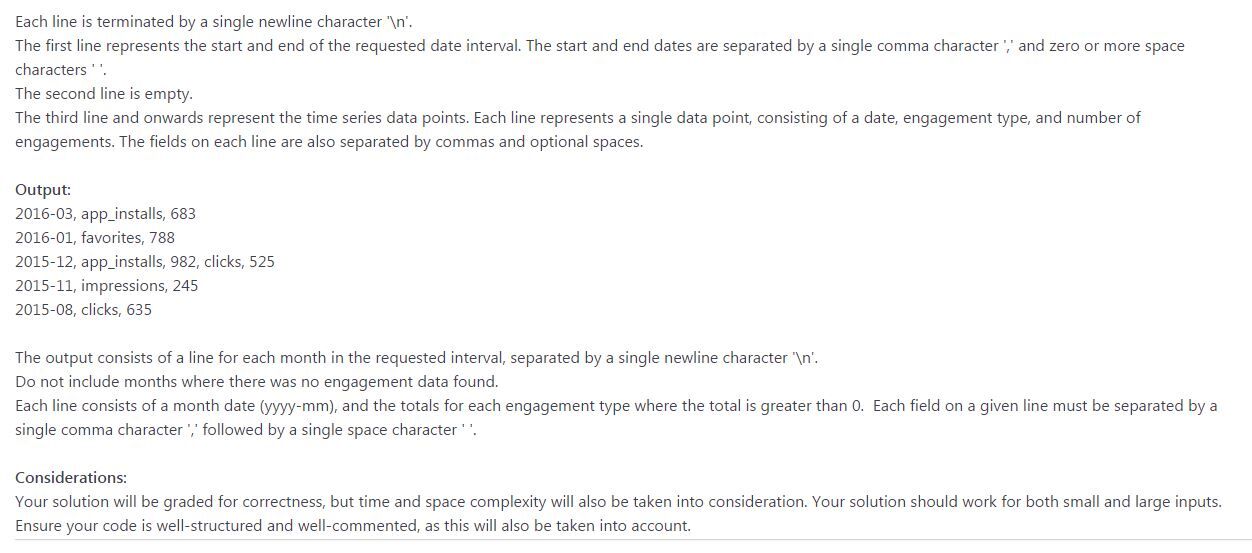 Each line is terminated by a single newline character '\n'.
The first line represents the start and end of the requested date interval. The start and end dates are separated by a single comma character ',' and zero or more space
characters ' '.
The second line is empty.
The third line and onwards represent the time series data points. Each line represents a single data point, consisting of a date, engagement type, and number of
engagements. The fields on each line are also separated by commas and optional spaces.
Output:
2016-03, app_installs, 683
2016-01, favorites, 788
2015-12, app_installs, 982, clicks, 525
2015-11, impressions, 245
2015-08, clicks, 635
The output consists of a line for each month in the requested interval, separated by a single newline character '\n'.
Do not include months where there was no engagement data found.
Each line consists of a month date (yyyy-mm), and the totals for each engagement type where the total is greater than 0.  Each field on a given line must be separated by a
single comma character ',' followed by a single space character ' '.
Considerations:
Your solution will be graded for correctness, but time and space complexity will also be taken into consideration. Your solution should work for both small and large inputs.
Ensure your code is well-structured and well-commented, as this will also be taken into account.